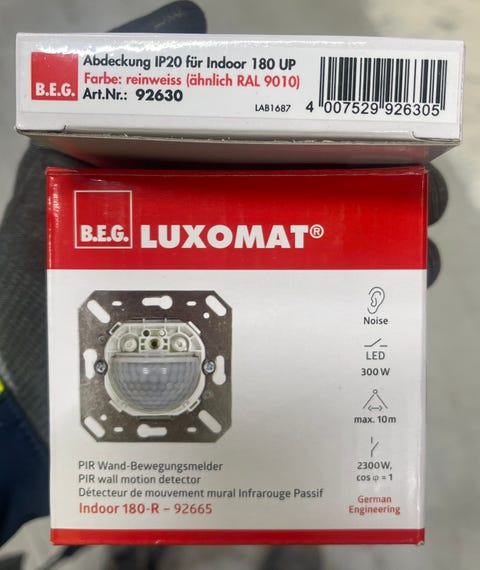 B.E.G.
Abdeckung IP20 für Indoor 180 UP
Farbe: reinweiss (ähnlich RAL 9010)
Art.Nr.: 92630
LAB1687
4 007529 926305
B.E.G. LUXOMAT®
Noise
LED
300 W
max. 10 m
2300 W,
cos φ = 1
PIR Wand-Bewegungsmelder
PIR wall motion detector
Détecteur de mouvement mural Infrarouge Passif
Indoor 180-R – 92665
German
Engineering